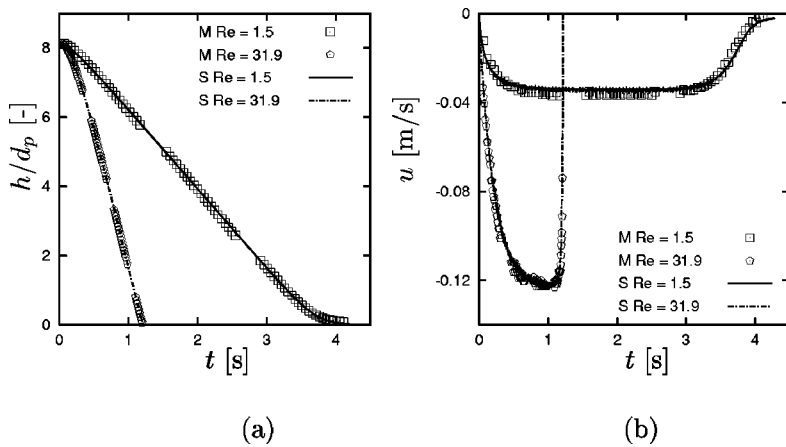 8
6
4
2
0
h/d_p [-]
M Re = 1.5
M Re = 31.9
S Re = 1.5
S Re = 31.9
0 1 2 3 4
t [s]
(a)
0
-0.04
-0.08
-0.12
u [m/s]
M Re = 1.5
M Re = 31.9
S Re = 1.5
S Re = 31.9
0 1 2 3 4
t [s]
(b)